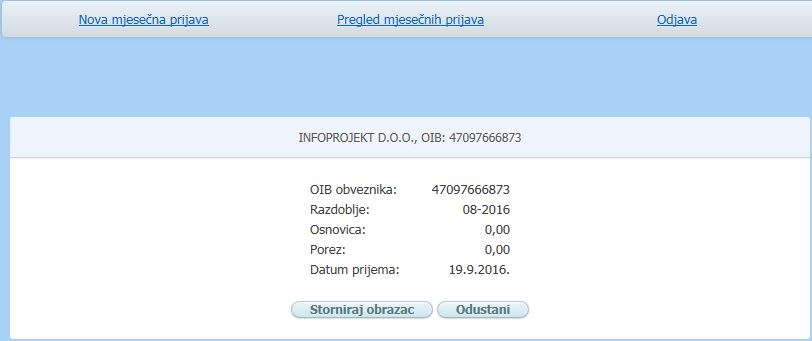 Nova mjesečna prijava Pregled mjesečnih prijava Odjava
INFOPROJEKT D.O.O., OIB: 47097666873
OIB obveznika: 47097666873
Razdoblje: 08-2016
Osnovica: 0,00
Porez: 0,00
Datum prijema: 19.9.2016.
Storniraj obrazac Odustani